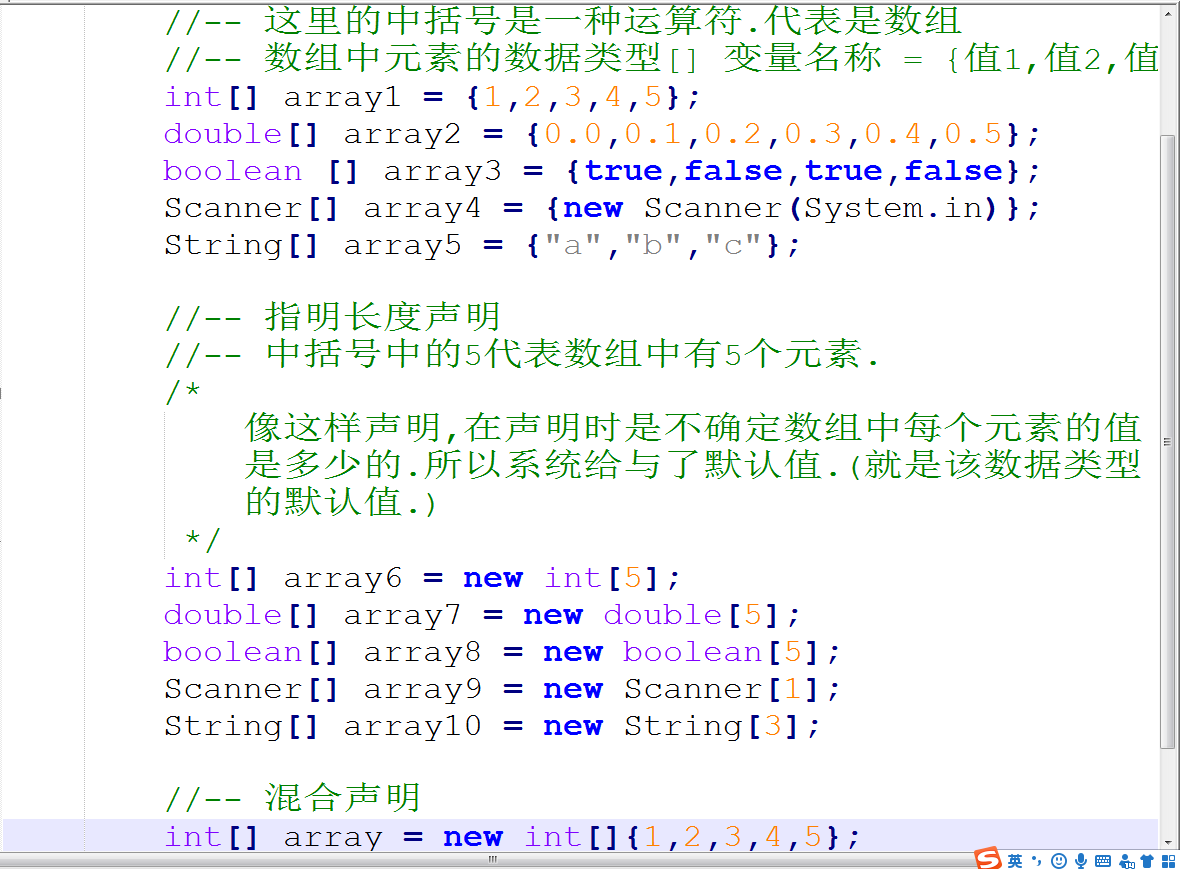 //-- 这里的中括号是一种运算符.代表是数组
//-- 数组中元素的数据类型[] 变量名称 = {值1,值2,值
int[] array1 = {1,2,3,4,5};
double[] array2 = {0.0,0.1,0.2,0.3,0.4,0.5};
boolean [] array3 = {true,false,true,false};
Scanner[] array4 = {new Scanner(System.in)};
String[] array5 = {"a","b","c"};
//-- 指明长度声明
//-- 中括号中的5代表数组中有5个元素.
/*
像这样声明,在声明时是不确定数组中每个元素的值
是多少的.所以系统给与了默认值.(就是该数据类型
的默认值.)
*/
int[] array6 = new int[5];
double[] array7 = new double[5];
boolean[] array8 = new boolean[5];
Scanner[] array9 = new Scanner[1];
String[] array10 = new String[3];
//-- 混合声明
int[] array = new int[]{1,2,3,4,5};
S 英